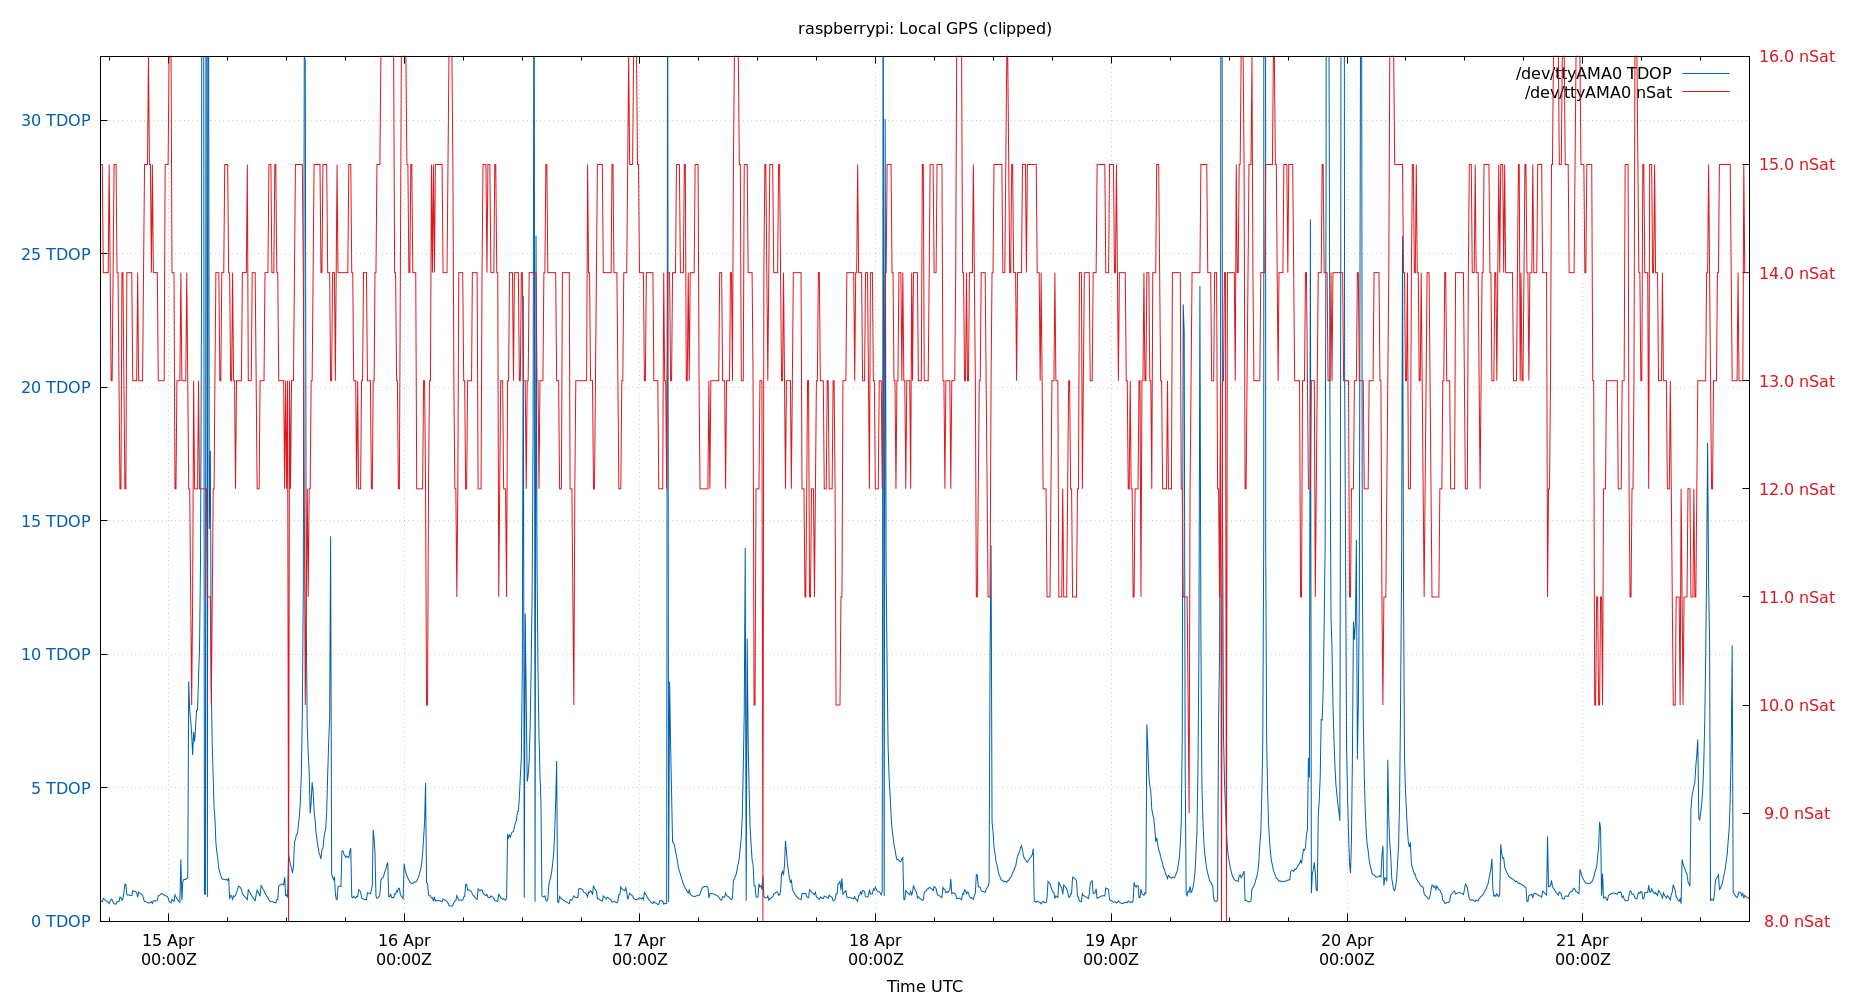 raspberrypi: Local GPS (clipped)
/dev/ttyAMA0 TDOP
/dev/ttyAMA0 nSat
30 TDOP
25 TDOP
20 TDOP
15 TDOP
10 TDOP
5 TDOP
0 TDOP
16.0 nSat
15.0 nSat
14.0 nSat
13.0 nSat
12.0 nSat
11.0 nSat
10.0 nSat
9.0 nSat
8.0 nSat
15 Apr
00:00Z
16 Apr
00:00Z
17 Apr
00:00Z
18 Apr
00:00Z
19 Apr
00:00Z
20 Apr
00:00Z
21 Apr
00:00Z
Time UTC